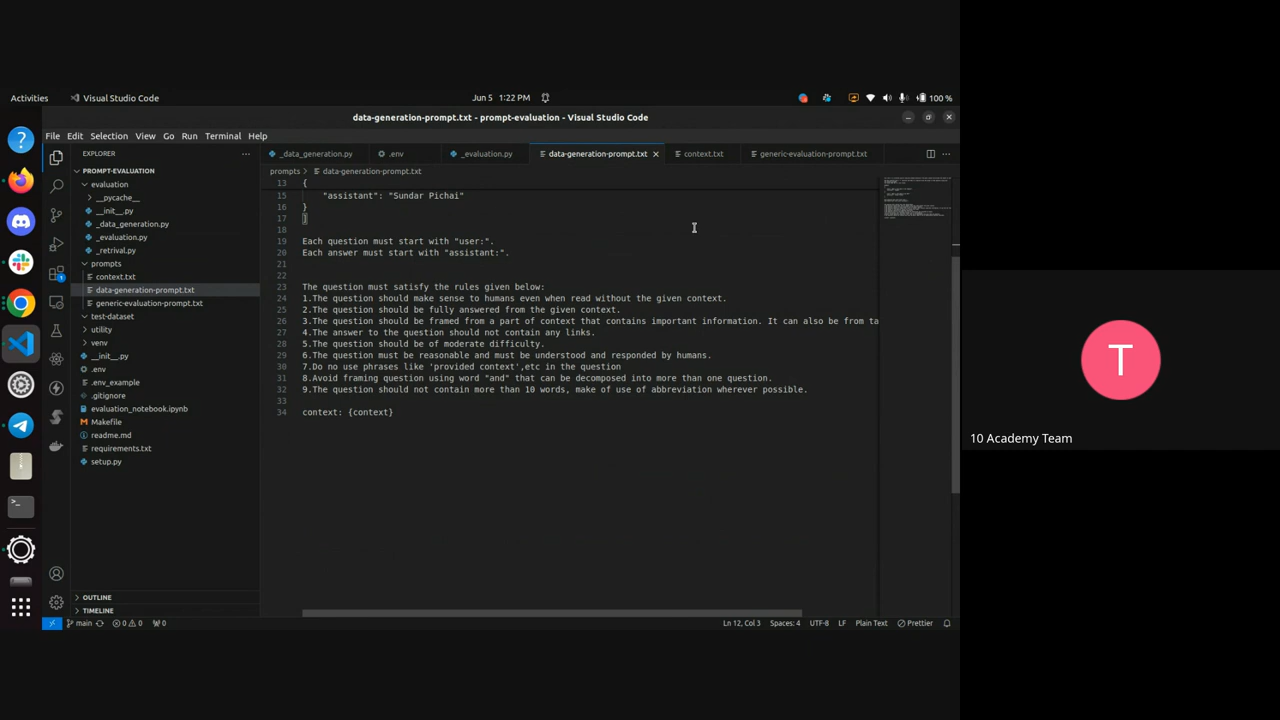 Activities
Visual Studio Code
Jun 5 1:22 PM
100 %
data-generation-prompt.txt - prompt-evaluation - Visual Studio Code
File Edit Selection View Go Run Terminal Help
EXPLORER
_data_generation.py
.env
_evaluation.py
data-generation-prompt.txt
context.txt
generic-evaluation-prompt.txt
PROMPT-EVALUATION
evaluation
__pycache__
__init__.py
_data_generation.py
_evaluation.py
_retrival.py
prompts
context.txt
data-generation-prompt.txt
generic-evaluation-prompt.txt
test-dataset
utility
venv
__init__.py
.env
.env_example
.gitignore
evaluation_notebook.ipynb
Makefile
readme.md
requirements.txt
setup.py
OUTLINE
TIMELINE
prompts > data-generation-prompt.txt
13 {
15 "assistant": "Sundar Pichai"
16 }
17 ]
18
19 Each question must start with "user:".
20 Each answer must start with "assistant:".
21
22
23 The question must satisfy the rules given below:
24 1.The question should make sense to humans even when read without the given context.
25 2.The question should be fully answered from the given context.
26 3.The question should be framed from a part of context that contains important information. It can also be from ta
27 4.The answer to the question should not contain any links.
28 5.The question should be of moderate difficulty.
29 6.The question must be reasonable and must be understood and responded by humans.
30 7.Do no use phrases like 'provided context',etc in the question
31 8.Avoid framing question using word "and" that can be decomposed into more than one question.
32 9.The question should not contain more than 10 words, make of use of abbreviation wherever possible.
33
34 context: {context}
main
0 0
0
Ln 12, Col 3
Spaces: 4
UTF-8
LF
Plain Text
Prettier
1
T
10 Academy Team